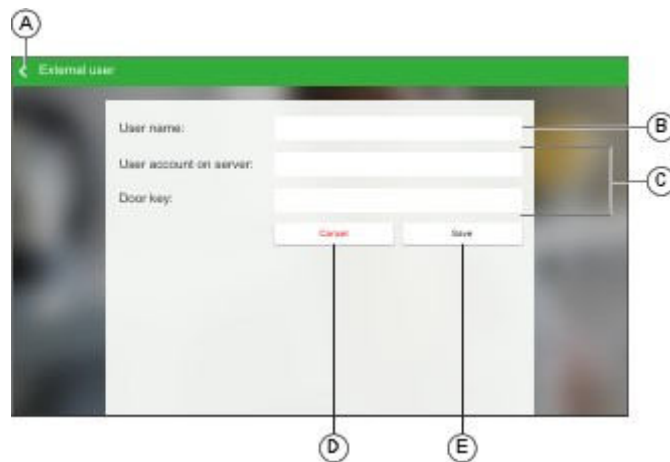 A
External user
User name:
B
User account on server:
C
Door key:
Cancel
Save
D
E